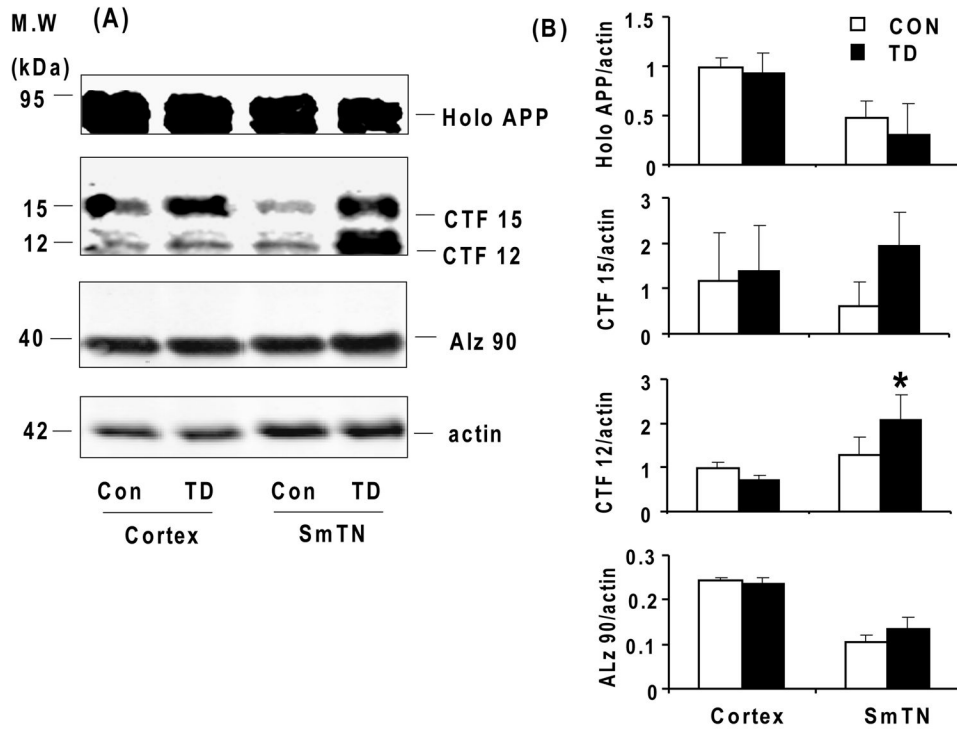 M.W (A)
(kDa)
95 Holo APP
15 CTF 15
12 CTF 12
40 Alz 90
42 actin
Con TD Con TD
Cortex SmTN
(B)
CON
TD
Holo APP/actin
1.5
1
0.5
0
CTF 15/actin
3
2
1
0
CTF 12/actin
3
2
1
0
*
ALz 90/actin
0.3
0.2
0.1
0
Cortex SmTN